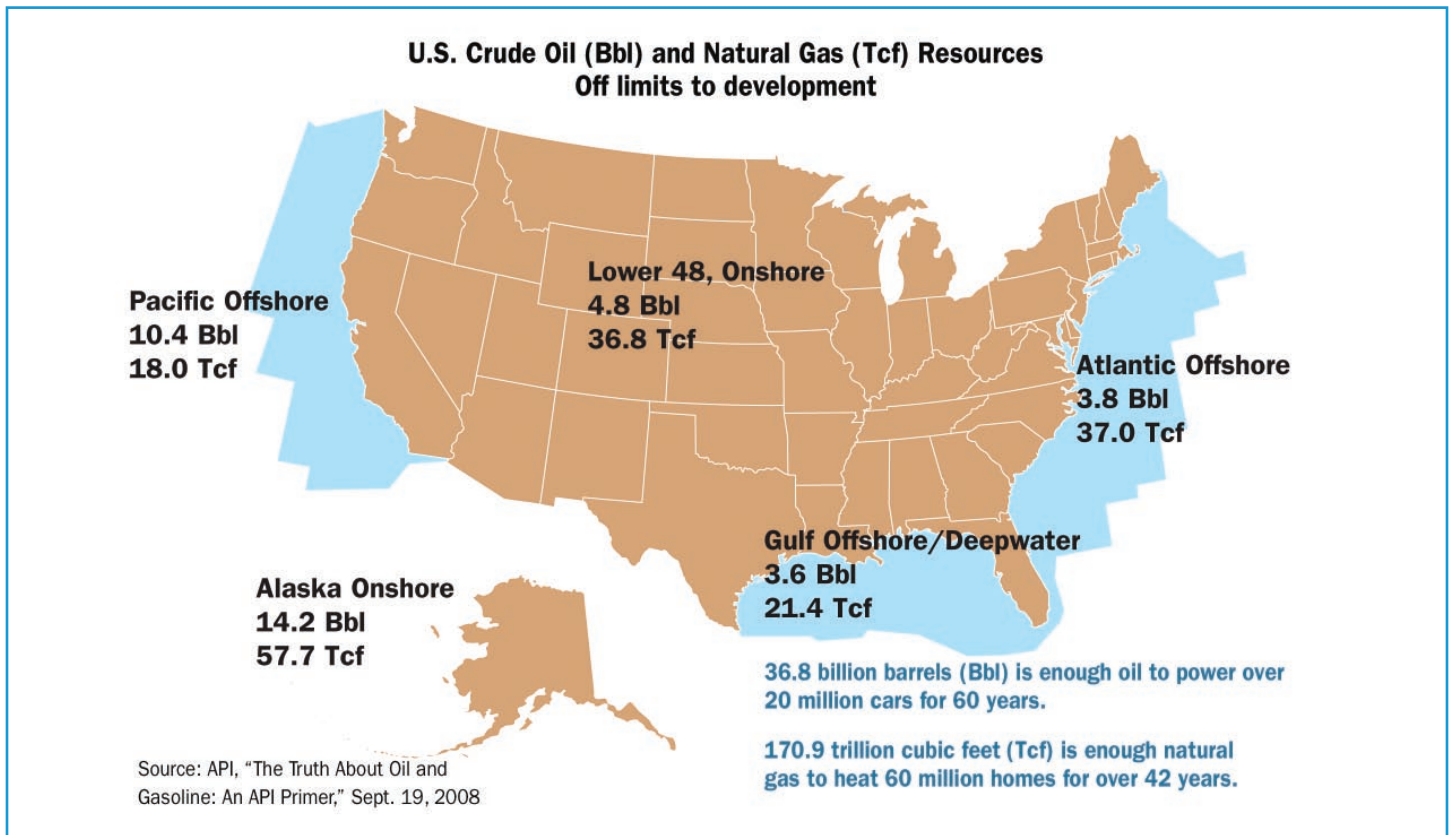 U.S. Crude Oil (Bbl) and Natural Gas (Tcf) Resources
Off limits to development
Pacific Offshore
10.4 Bbl
18.0 Tcf
Lower 48, Onshore
4.8 Bbl
36.8 Tcf
Atlantic Offshore
3.8 Bbl
37.0 Tcf
Gulf Offshore/Deepwater
3.6 Bbl
21.4 Tcf
Alaska Onshore
14.2 Bbl
57.7 Tcf
36.8 billion barrels (Bbl) is enough oil to power over
20 million cars for 60 years.
170.9 trillion cubic feet (Tcf) is enough natural
gas to heat 60 million homes for over 42 years.
Source: API, “The Truth About Oil and
Gasoline: An API Primer,” Sept. 19, 2008